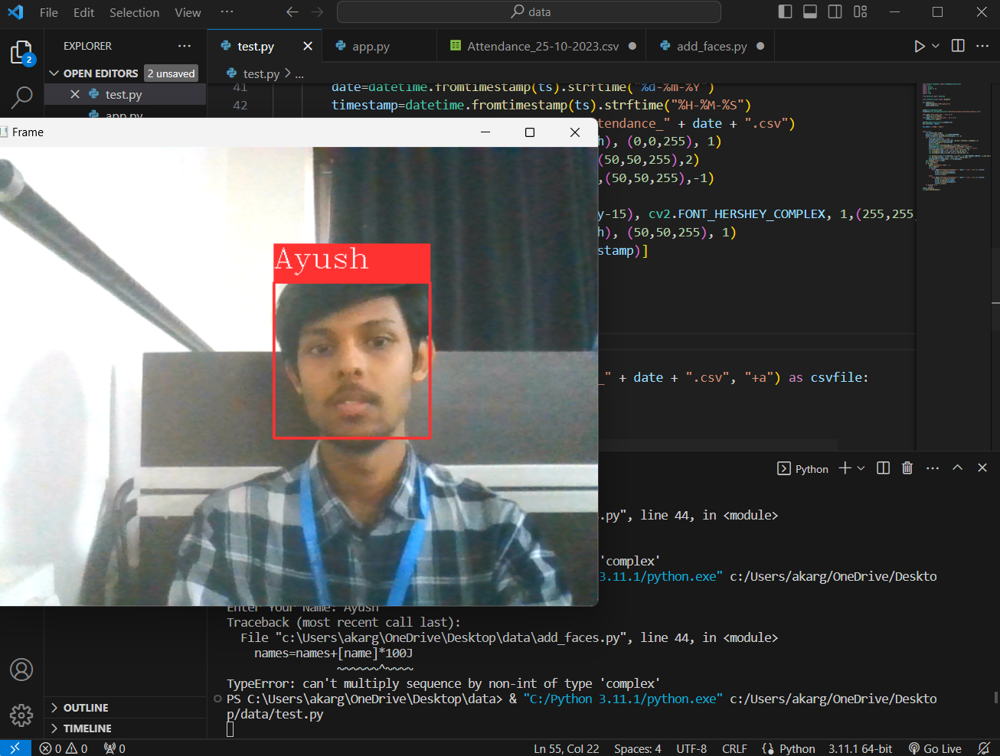 File Edit Selection View ··· data
EXPLORER ···
test.py
app.py
Attendance_25-10-2023.csv
add_faces.py
OPEN EDITORS 2 unsaved
test.py
app.py
test.py > ...
2
41 date=datetime.fromtimestamp(ts).strftime("%d-%m-%Y")
42 timestamp=datetime.fromtimestamp(ts).strftime("%H-%M-%S")
Frame
tendance_" + date + ".csv")
h), (0,0,255), 1)
(50,50,255),2)
,(50,50,255),-1)
y-15), cv2.FONT_HERSHEY_COMPLEX, 1,(255,255,
h), (50,50,255), 1)
stamp)]
Ayush
_" + date + ".csv", "+a") as csvfile:
Python
.py", line 44, in <module>
'complex'
3.11.1/python.exe" c:/Users/akarg/OneDrive/Deskto
Enter Your Name: Ayush
Traceback (most recent call last):
File "c:\Users\akarg\OneDrive\Desktop\data\add_faces.py", line 44, in <module>
names=names+[name]*100J
~~~~~~^~~~~
TypeError: can't multiply sequence by non-int of type 'complex'
PS C:\Users\akarg\OneDrive\Desktop\data> & "C:/Python 3.11.1/python.exe" c:/Users/akarg/OneDrive/Deskto
p/data/test.py
OUTLINE
TIMELINE
0 0 0 Ln 55, Col 22 Spaces: 4 UTF-8 CRLF Python 3.11.1 64-bit Go Live